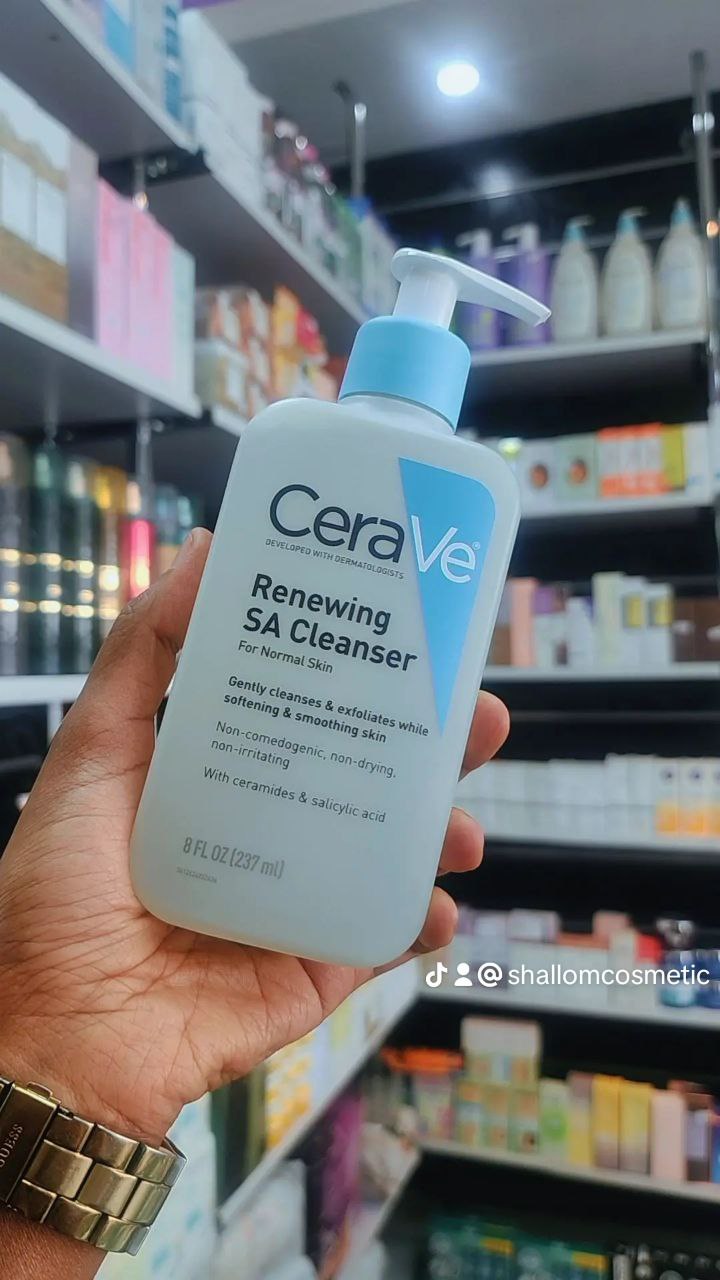 CeraVe®
DEVELOPED WITH DERMATOLOGISTS
Renewing
SA Cleanser
For Normal Skin
Gently cleanses & exfoliates while
softening & smoothing skin
Non-comedogenic, non-drying,
non-irritating
With ceramides & salicylic acid
8 FL OZ (237 ml)
@shallomcosmetic
GUESS